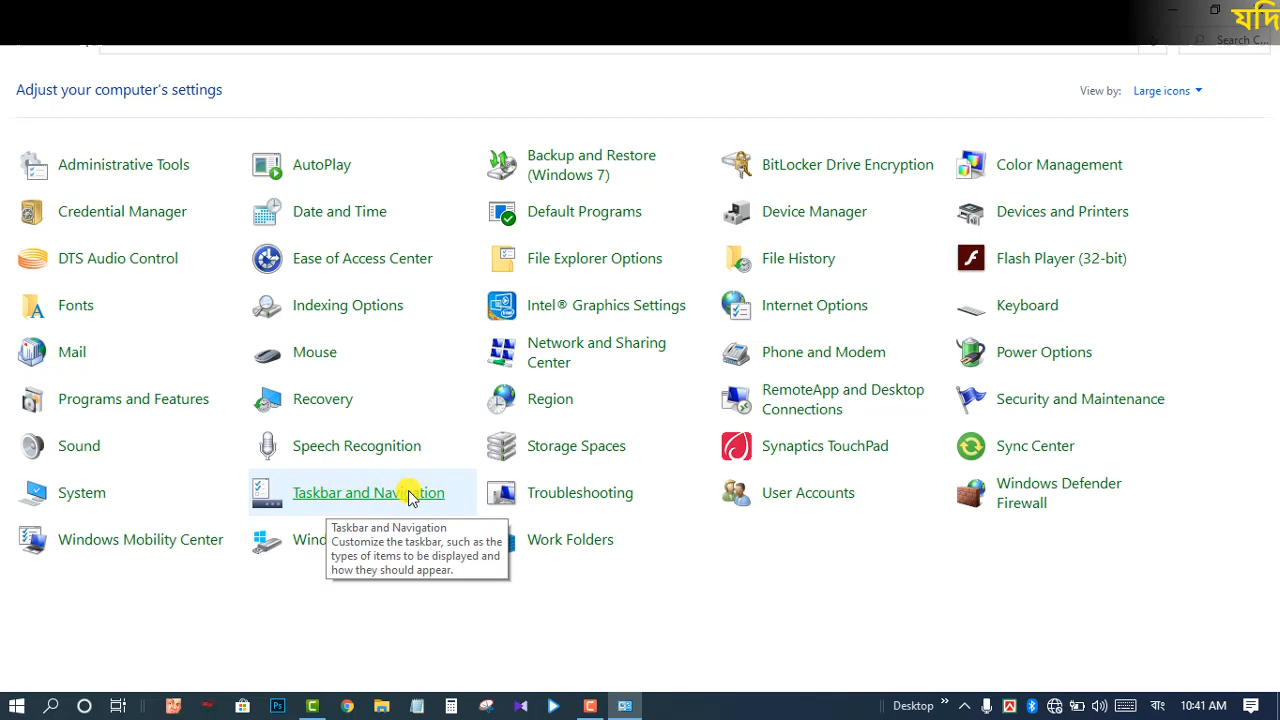 যদি
Search C...
Adjust your computer's settings
View by: Large icons
Administrative Tools
AutoPlay
Backup and Restore
(Windows 7)
BitLocker Drive Encryption
Color Management
Credential Manager
Date and Time
Default Programs
Device Manager
Devices and Printers
DTS Audio Control
Ease of Access Center
File Explorer Options
File History
Flash Player (32-bit)
Fonts
Indexing Options
Intel® Graphics Settings
Internet Options
Keyboard
Mail
Mouse
Network and Sharing
Center
Phone and Modem
Power Options
Programs and Features
Recovery
Region
RemoteApp and Desktop
Connections
Security and Maintenance
Sound
Speech Recognition
Storage Spaces
Synaptics TouchPad
Sync Center
System
Taskbar and Navigation
Troubleshooting
User Accounts
Windows Defender
Firewall
Windows Mobility Center
Wind
Work Folders
Taskbar and Navigation
Customize the taskbar, such as the
types of items to be displayed and
how they should appear.
Ps
Desktop
বাং
10:41 AM